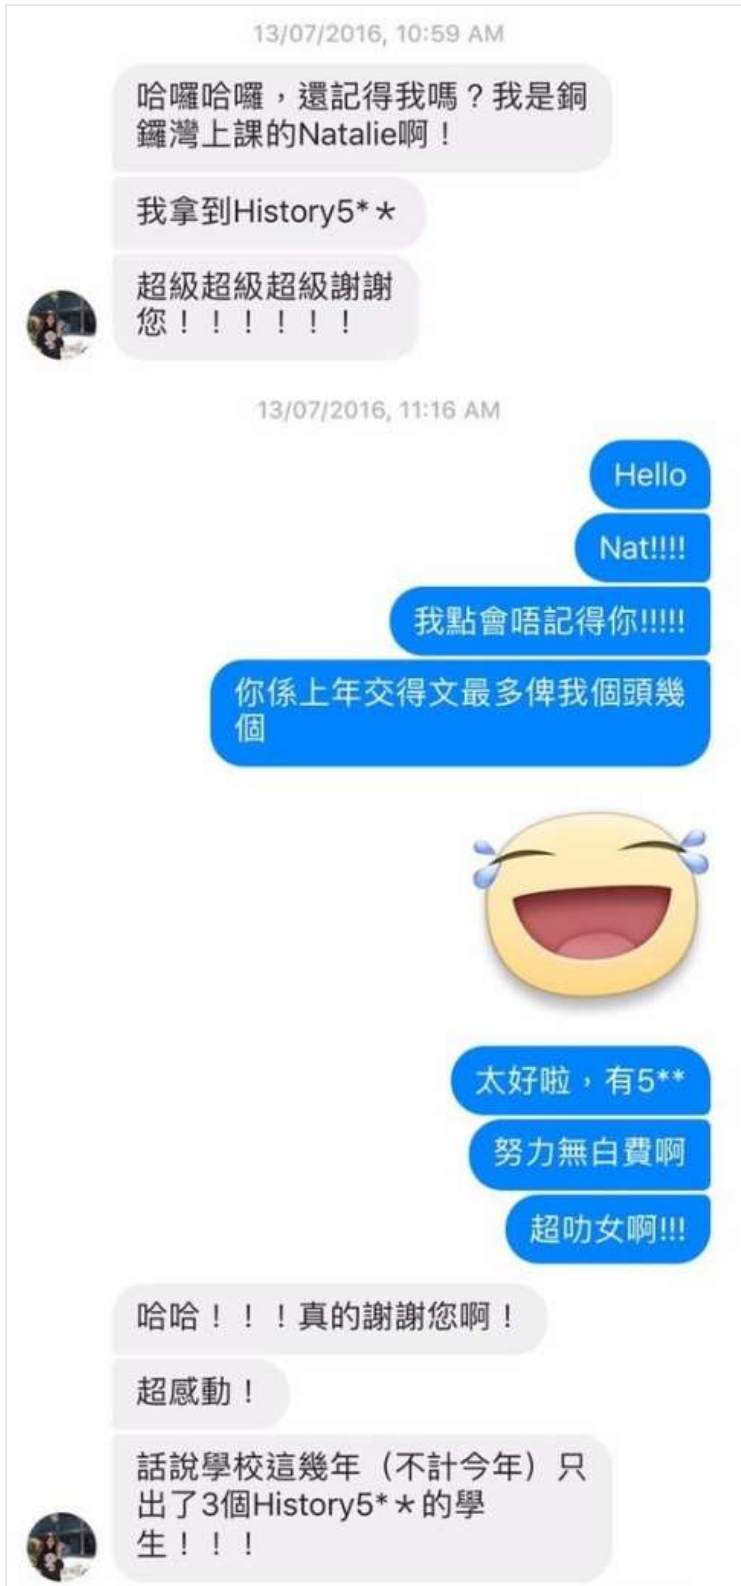 13/07/2016, 10:59 AM
哈囉哈囉，還記得我嗎？我是銅
鑼灣上課的Natalie啊！
我拿到History5*⋆
超級超級超級謝謝
您！！！！！！
13/07/2016, 11:16 AM
Hello
Nat!!!!
我點會唔記得你!!!!!
你係上年交得文最多俾我個頭幾
個
太好啦，有5**
努力無白費啊
超叻女啊!!!
哈哈！！！真的謝謝您啊！
超感動！
話說學校這幾年（不計今年）只
出了3個History5*⋆的學
生！！！